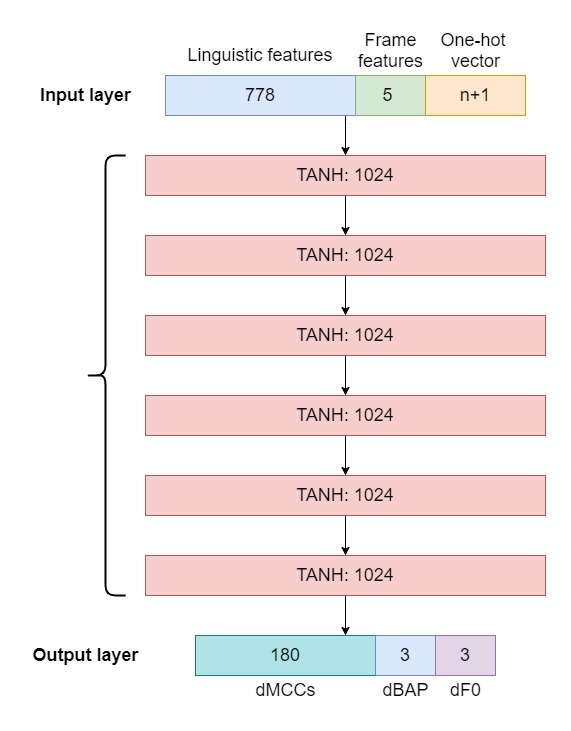 Linguistic features
Frame
features
One-hot
vector
Input layer
778
5
n+1
TANH: 1024
TANH: 1024
TANH: 1024
TANH: 1024
TANH: 1024
TANH: 1024
Output layer
180
3
3
dMCCs
dBAP
dF0